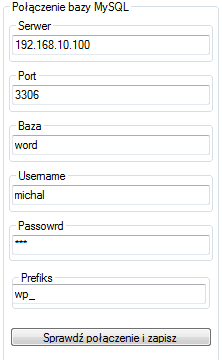 Połączenie bazy MySQL
Serwer
192.168.10.100
Port
3306
Baza
word
Username
michal
Passowrd
***
Prefiks
wp_
Sprawdź połączenie i zapisz